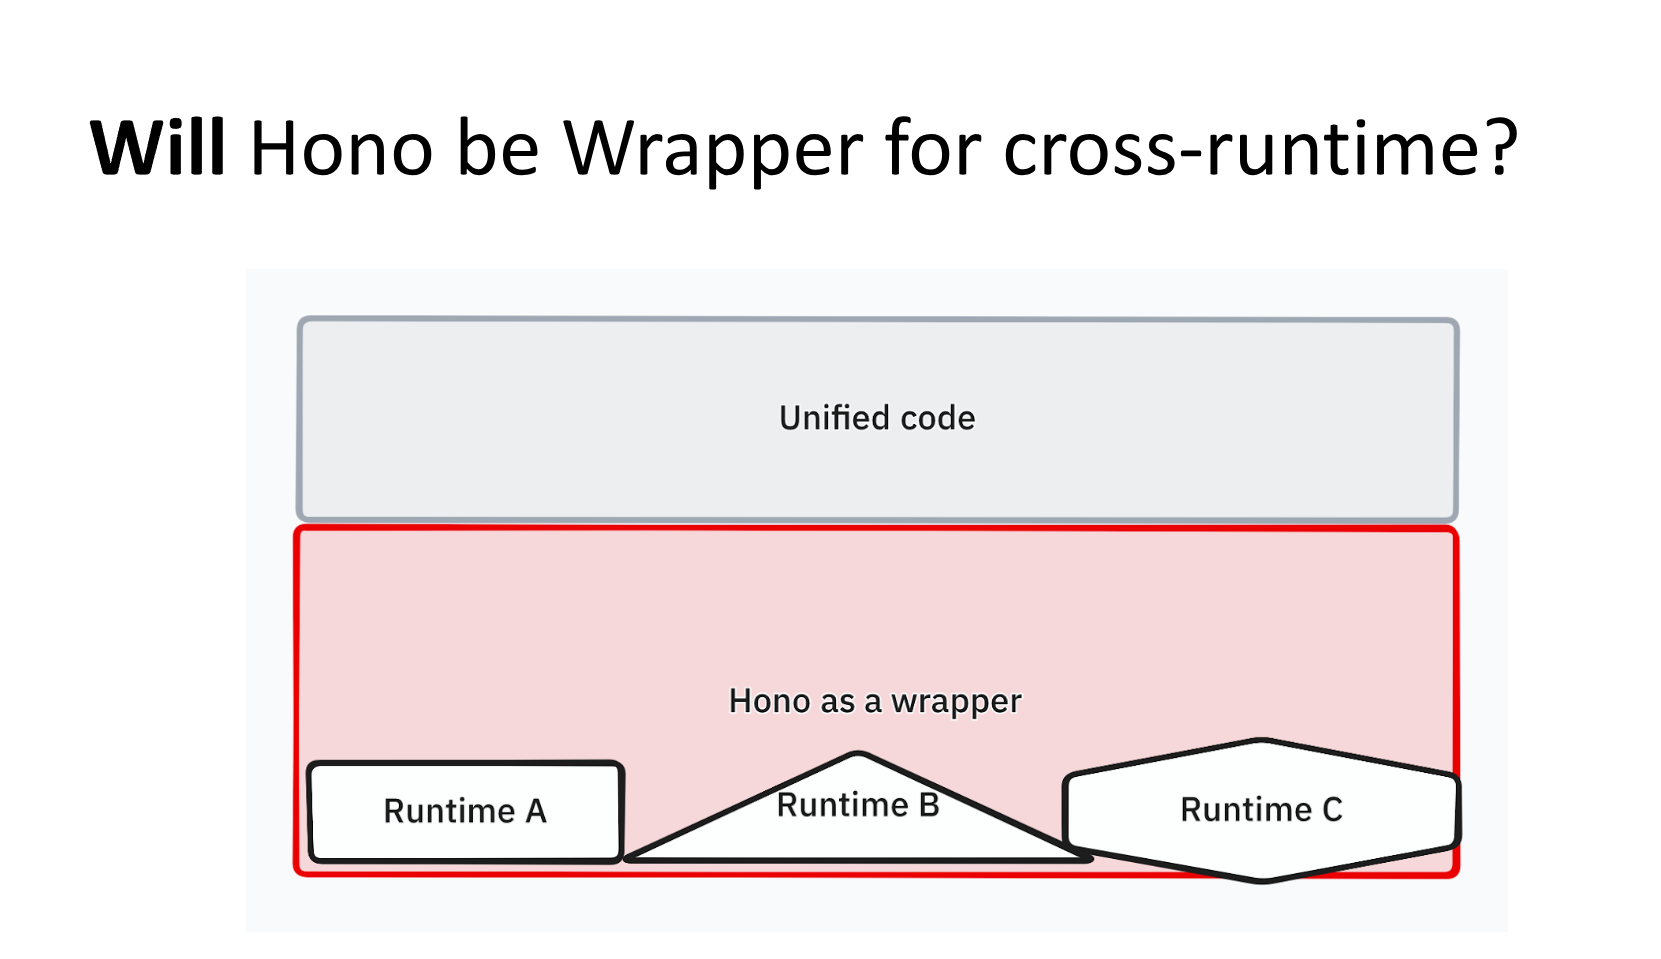 Will Hono be Wrapper for cross-runtime?
Unified code
Hono as a wrapper
Runtime A
Runtime B
Runtime C